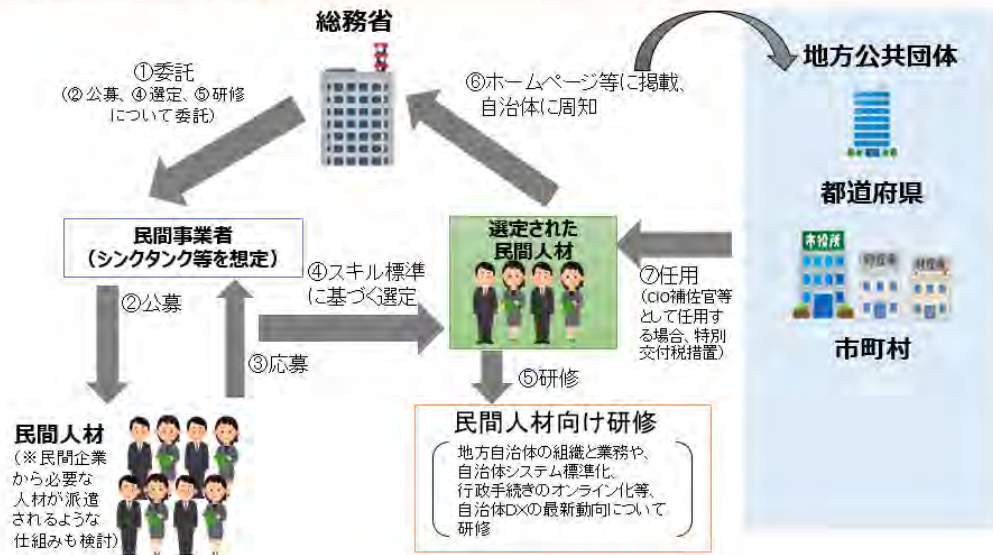 総務省
①委託
(②公募、④選定、⑤研修
について委託)
⑥ホームページ等に掲載、
自治体に周知
地方公共団体
都道府県
市役所
市町村
民間事業者
(シンクタンク等を想定)
選定された
民間人材
②公募
③応募
④スキル標準
に基づく選定
⑦任用
(CIO補佐官等
として任用す
る場合、特別
交付税措置)
⑤研修
民間人材
(※民間企業
から必要な
人材が派遣
されるような
仕組みも検討)
民間人材向け研修
地方自治体の組織と業務や、
自治体システム標準化、
行政手続きのオンライン化等、
自治体DXの最新動向について
研修